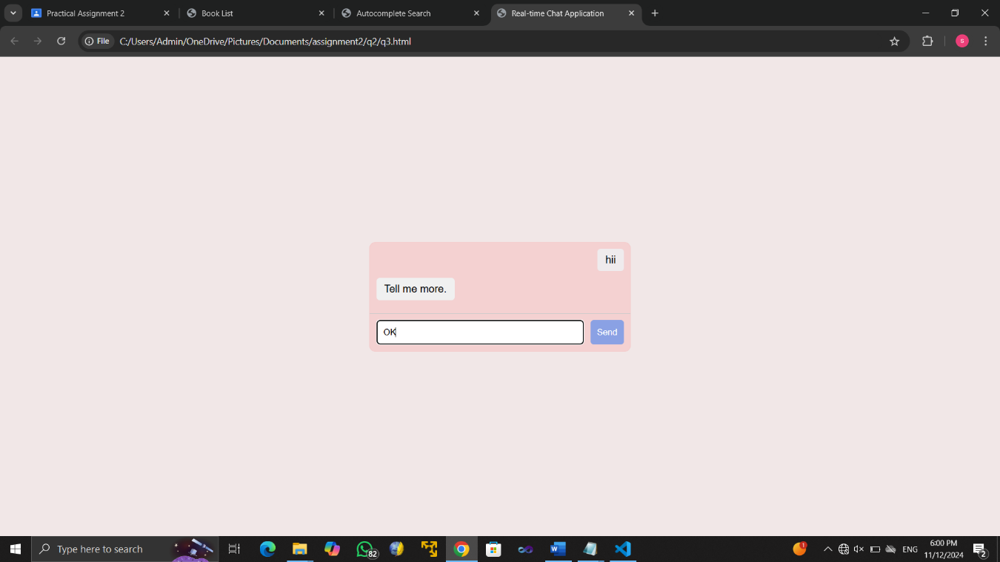 Practical Assignment 2
Book List
Autocomplete Search
Real-time Chat Application
File C:/Users/Admin/OneDrive/Pictures/Documents/assignment2/q2/q3.html
s
hii
Tell me more.
OK
Send
Type here to search
82
1
ENG
6:00 PM
11/12/2024
2